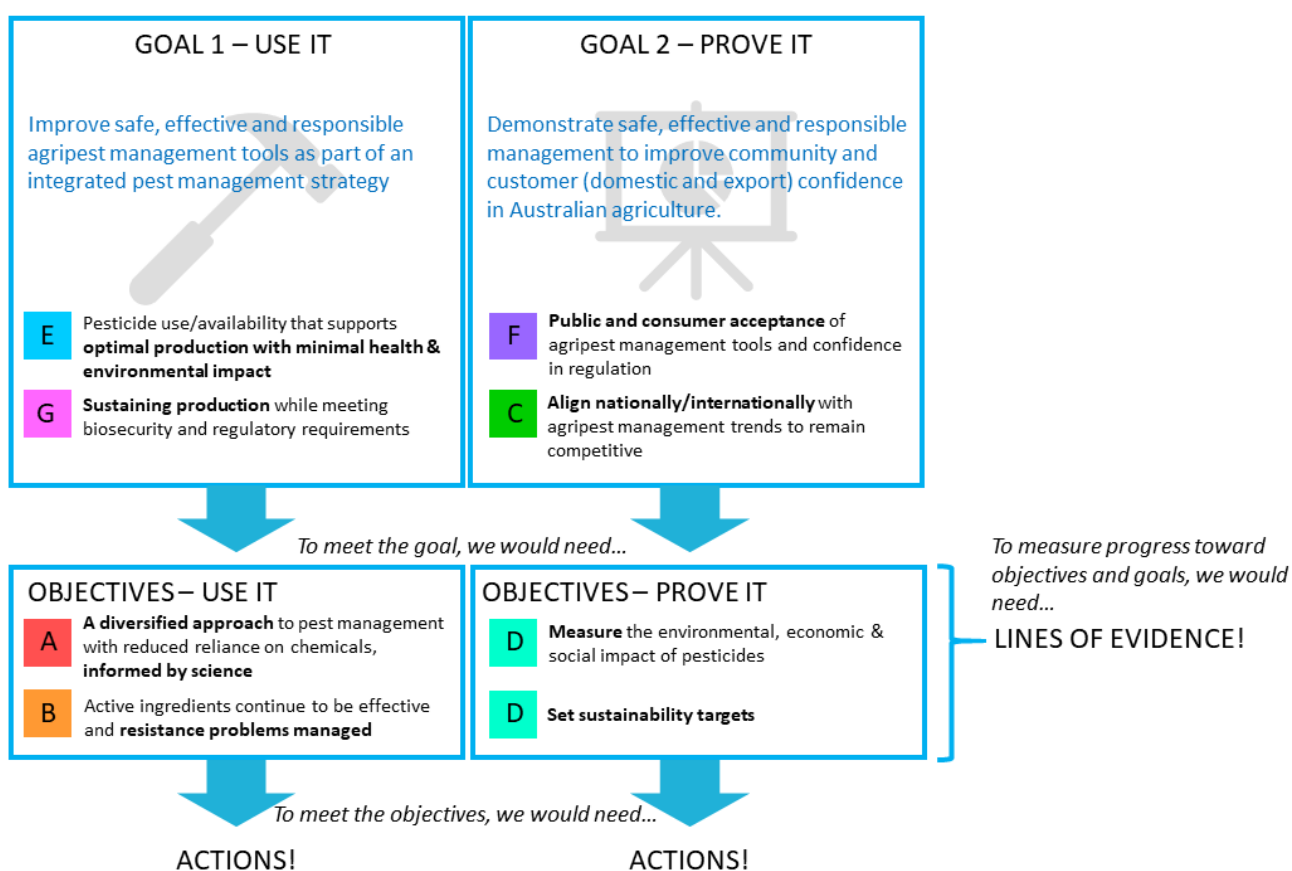 GOAL 1 – USE IT
Improve safe, effective and responsible
agripest management tools as part of an
integrated pest management strategy
E
Pesticide use/availability that supports
optimal production with minimal health &
environmental impact
G
Sustaining production while meeting
biosecurity and regulatory requirements
GOAL 2 – PROVE IT
Demonstrate safe, effective and responsible
management to improve community and
customer (domestic and export) confidence
in Australian agriculture.
F
Public and consumer acceptance of
agripest management tools and confidence
in regulation
C
Align nationally/internationally with
agripest management trends to remain
competitive
To meet the goal, we would need...
OBJECTIVES – USE IT
A
A diversified approach to pest management
with reduced reliance on chemicals,
informed by science
B
Active ingredients continue to be effective
and resistance problems managed
OBJECTIVES – PROVE IT
D
Measure the environmental, economic &
social impact of pesticides
D
Set sustainability targets
To measure progress toward
objectives and goals, we would
need...
LINES OF EVIDENCE!
To meet the objectives, we would need...
ACTIONS!
ACTIONS!